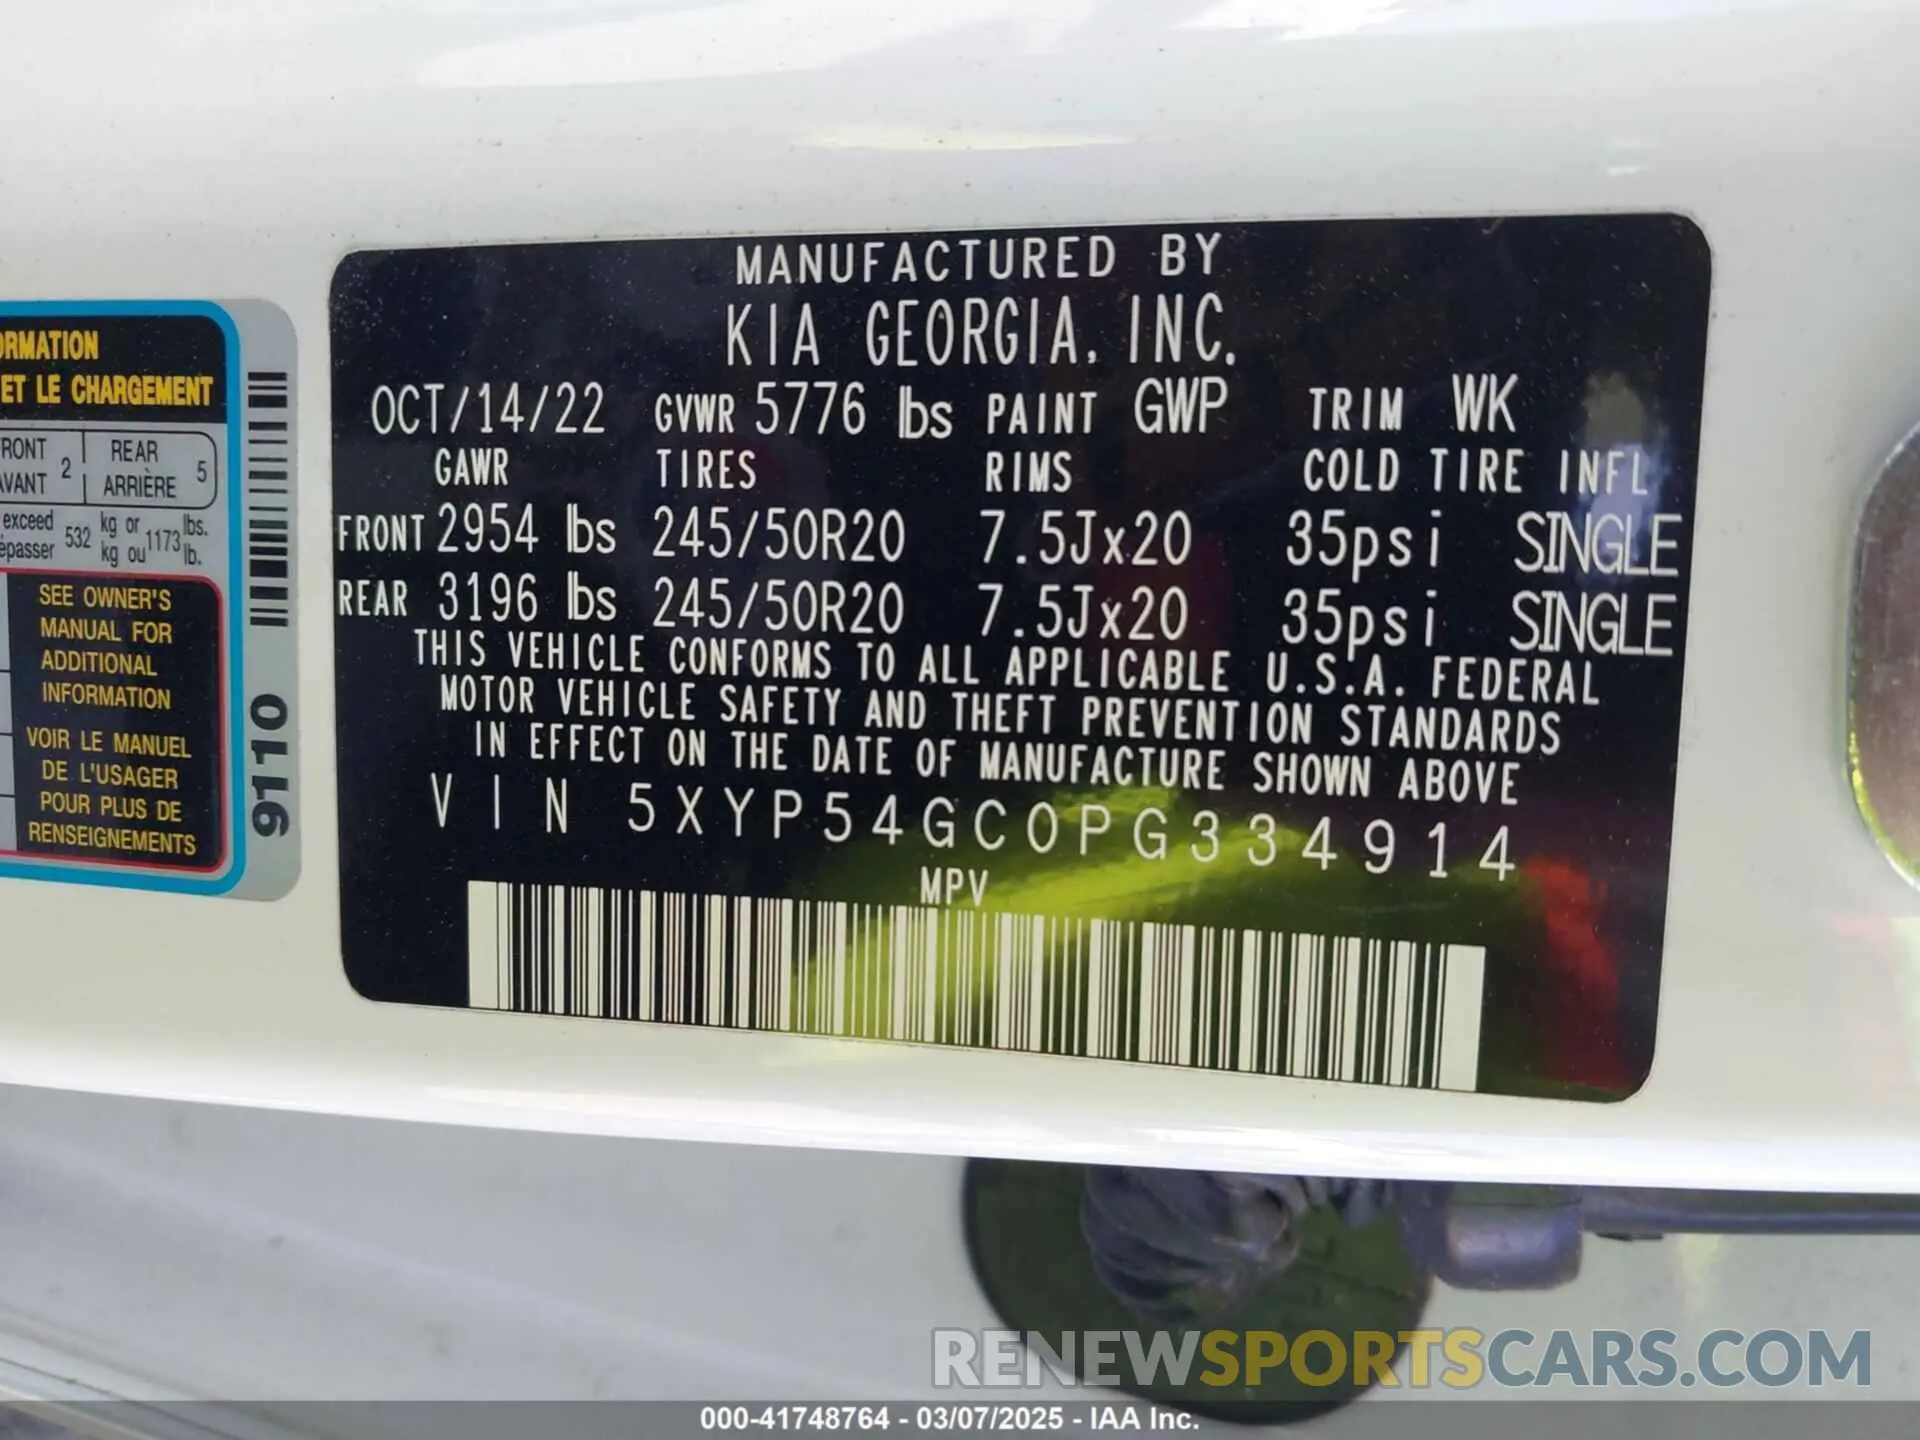 MANUFACTURED BY
KIA GEORGIA, INC.
OCT/14/22 GVWR 5776 lbs PAINT GWP TRIM WK
GAWR TIRES RIMS COLD TIRE INFL
FRONT 2954 lbs 245/50R20 7.5Jx20 35psi SINGLE
REAR 3196 lbs 245/50R20 7.5Jx20 35psi SINGLE
THIS VEHICLE CONFORMS TO ALL APPLICABLE U.S.A. FEDERAL
MOTOR VEHICLE SAFETY AND THEFT PREVENTION STANDARDS
IN EFFECT ON THE DATE OF MANUFACTURE SHOWN ABOVE
VIN 5XYP54GC0PG334914
MPV
ORMATION
ET LE CHARGEMENT
RONT 2 REAR 5
AVANT ARRIÈRE
exceed 532 kg or 1173 lbs.
épasser kg ou lb.
SEE OWNER'S
MANUAL FOR
ADDITIONAL
INFORMATION
VOIR LE MANUEL
DE L'USAGER
POUR PLUS DE
RENSEIGNEMENTS
9110
RENEWSPORTSCARS.COM
000-41748764 - 03/07/2025 - IAA Inc.